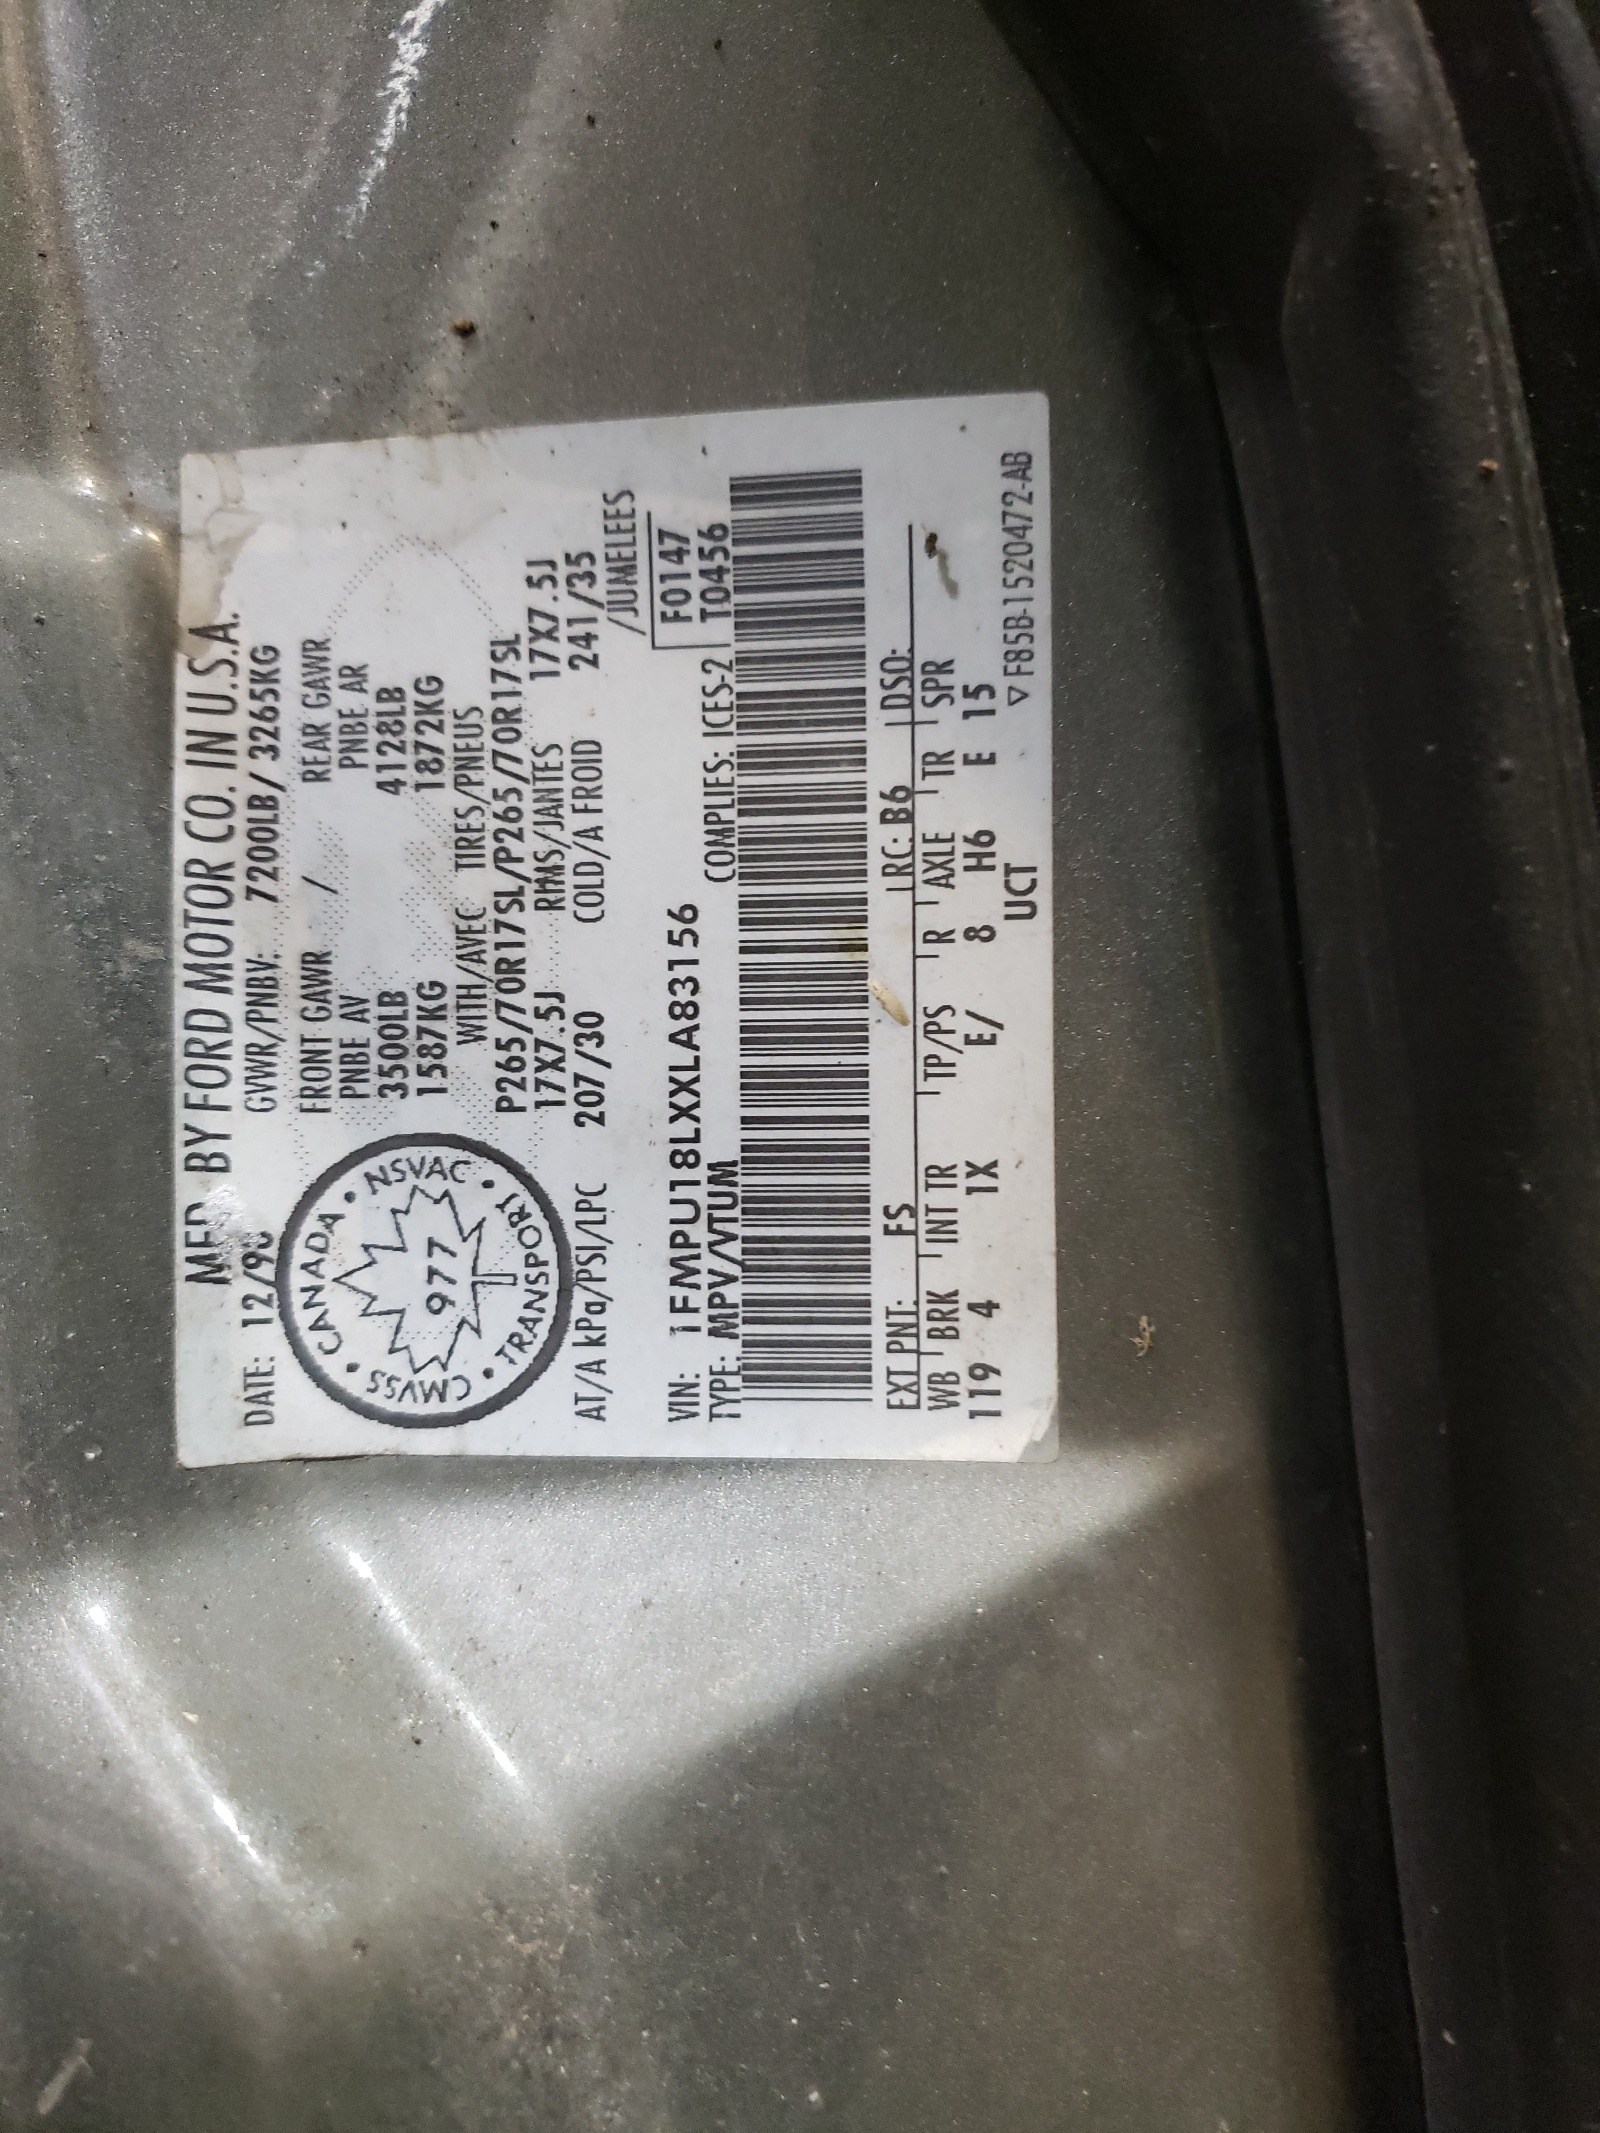 MFD. BY FORD MOTOR CO. IN U.S.A.
DATE: 12/98 GVWR/PNBV: 7200LB/ 3265KG
FRONT GAWR / REAR GAWR
PNBE AV PNBE AR
3500LB 4128LB
1587KG 1872KG
WITH/AVEC TIRES/PNEUS
P265/70R17SL/P265/70R17SL
17X7.5J RIMS/JANTES 17X7.5J
AT/A kPa/PSI/LPC 207/30 COLD/A FROID 241/35
/JUMELEES
CANADA • NSVAC • TRANSPORT • CMVSS •
977
VIN: 1FMPU18LXXLA83156 F0147
TYPE: MPV/VTUM COMPLIES: ICES-2 T0456
EXT PNT: FS RC: B6 DSO:
WB BRK INT TR TP/PS R AXLE TR SPR
119 4 1X E/ 8 H6 E 15
UCT ▽ F85B-1520472-AB